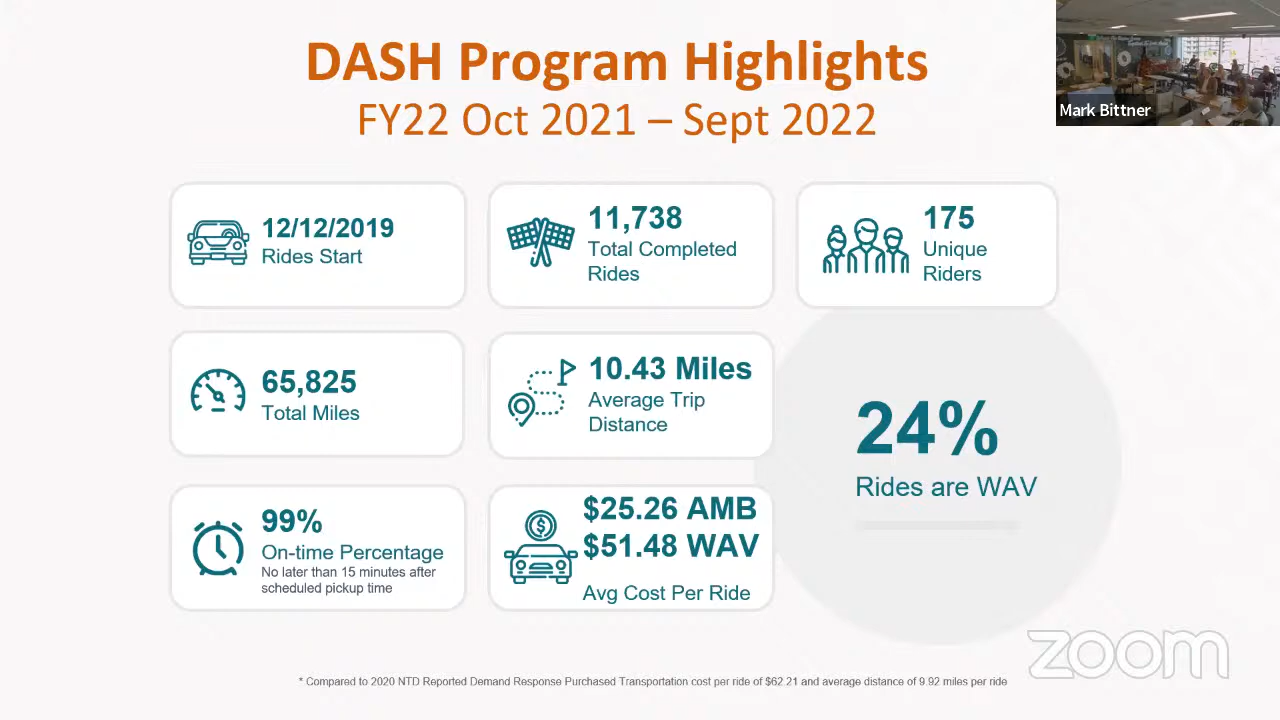 DASH Program Highlights
FY22 Oct 2021 – Sept 2022
Mark Bittner
12/12/2019
Rides Start
11,738
Total Completed
Rides
175
Unique
Riders
65,825
Total Miles
10.43 Miles
Average Trip
Distance
24%
Rides are WAV
99%
On-time Percentage
No later than 15 minutes after
scheduled pickup time
$25.26 AMB
$51.48 WAV
Avg Cost Per Ride
zoom
* Compared to 2020 NTD Reported Demand Response Purchased Transportation cost per ride of $62.21 and average distance of 9.92 miles per ride